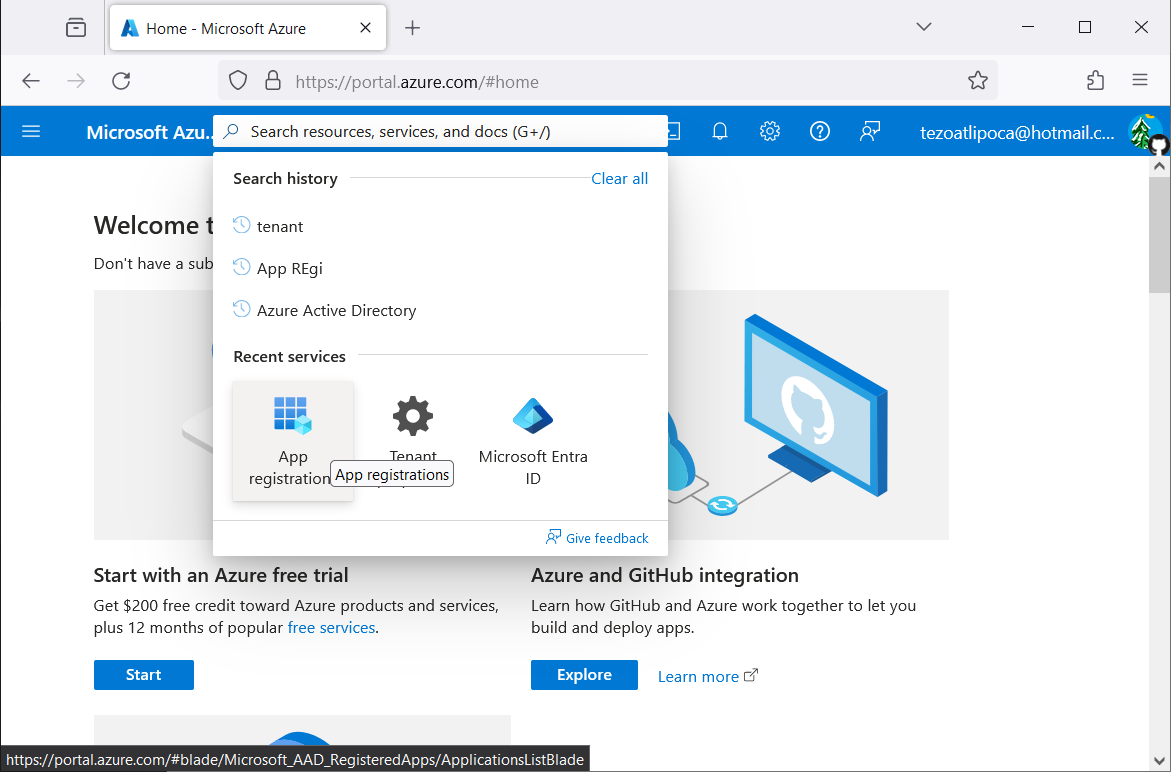 Home - Microsoft Azure
https://portal.azure.com/#home
Microsoft Azu...
Search resources, services, and docs (G+/)
tezoatlipoca@hotmail.c...
Search history
Clear all
tenant
App REgi
Azure Active Directory
Recent services
App
registration
Tenant
App registrations
Microsoft Entra
ID
Give feedback
Welcome t
Don't have a sub
Start with an Azure free trial
Get $200 free credit toward Azure products and services,
plus 12 months of popular free services.
Start
Azure and GitHub integration
Learn how GitHub and Azure work together to let you
build and deploy apps.
Explore
Learn more
https://portal.azure.com/#blade/Microsoft_AAD_RegisteredApps/ApplicationsListBlade